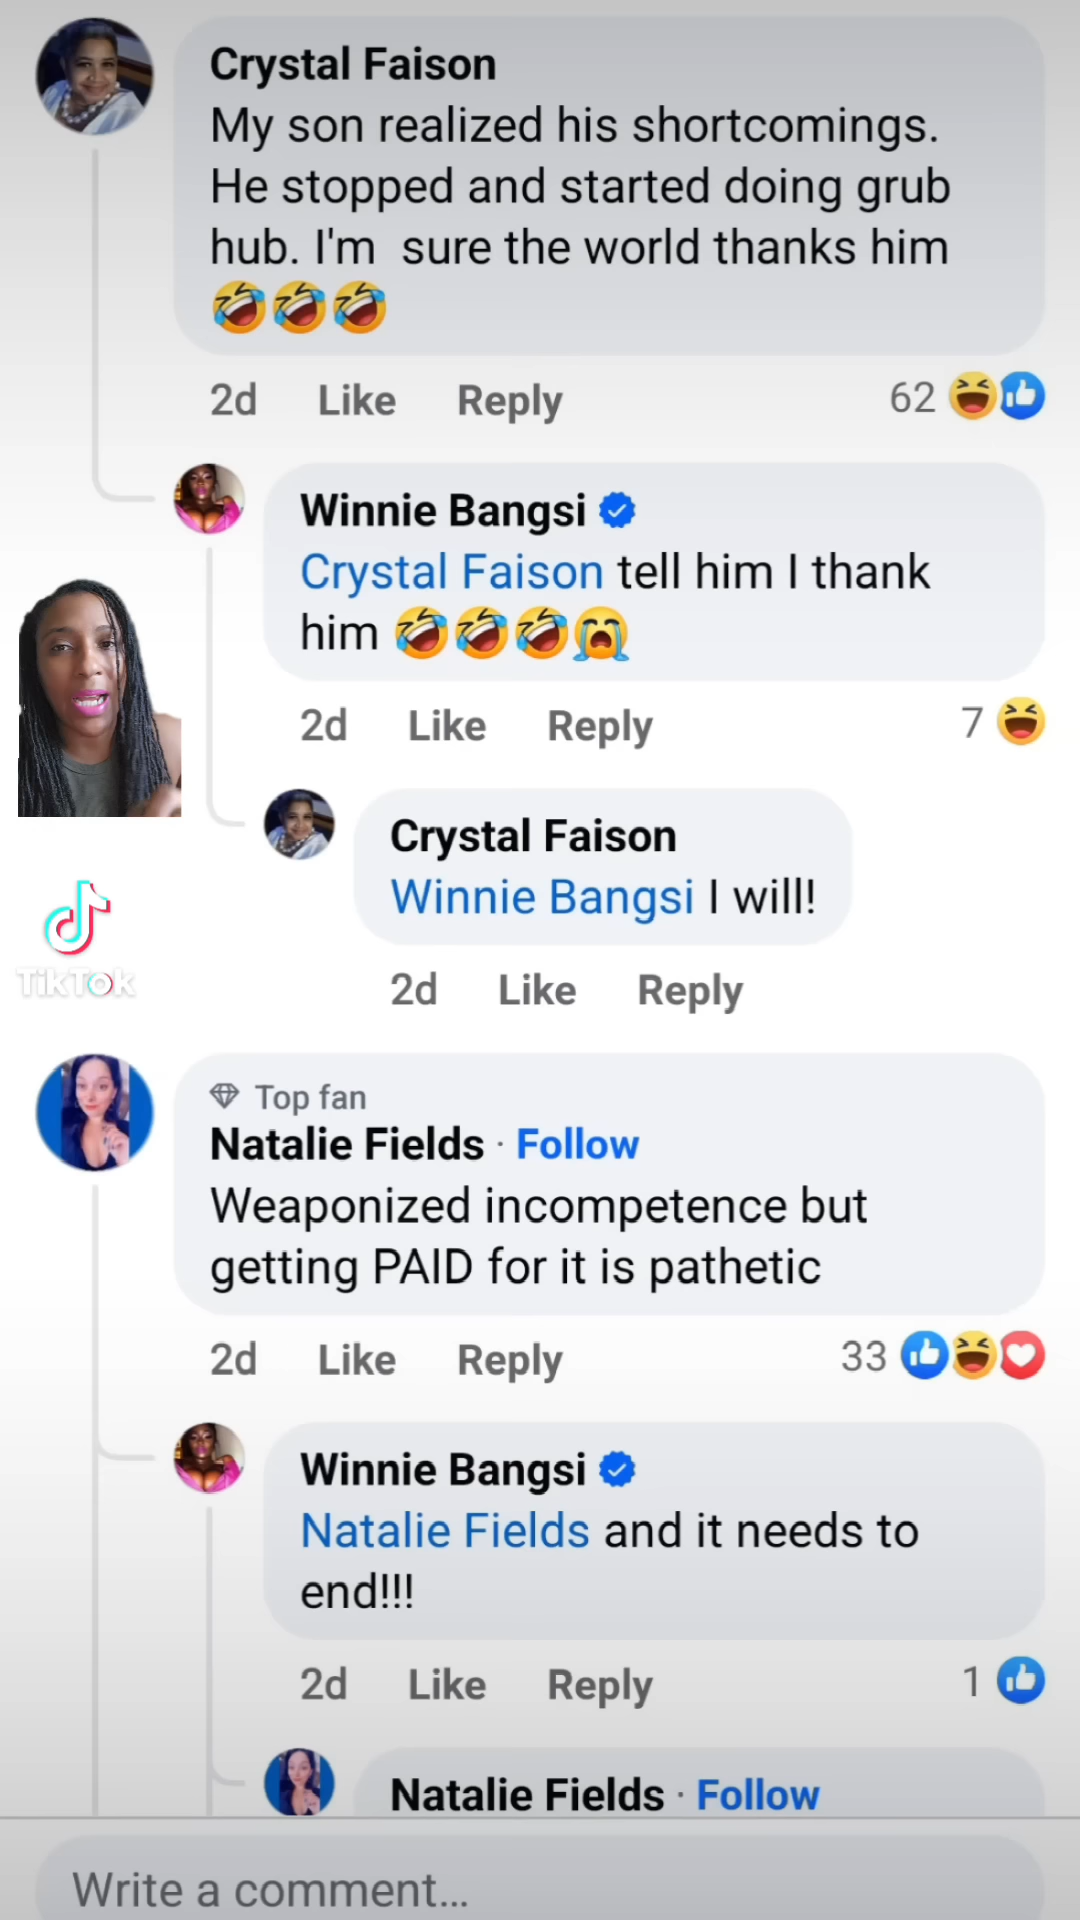 Crystal Faison
My son realized his shortcomings.
He stopped and started doing grub
hub. I'm  sure the world thanks him
🤣🤣🤣
2d Like Reply 62
Winnie Bangsi
Crystal Faison tell him I thank
him 🤣🤣🤣😭
2d Like Reply 7
Crystal Faison
Winnie Bangsi I will!
2d Like Reply
TikTok
Top fan
Natalie Fields · Follow
Weaponized incompetence but
getting PAID for it is pathetic
2d Like Reply 33
Winnie Bangsi
Natalie Fields and it needs to
end!!!
2d Like Reply 1
Natalie Fields · Follow
Write a comment...